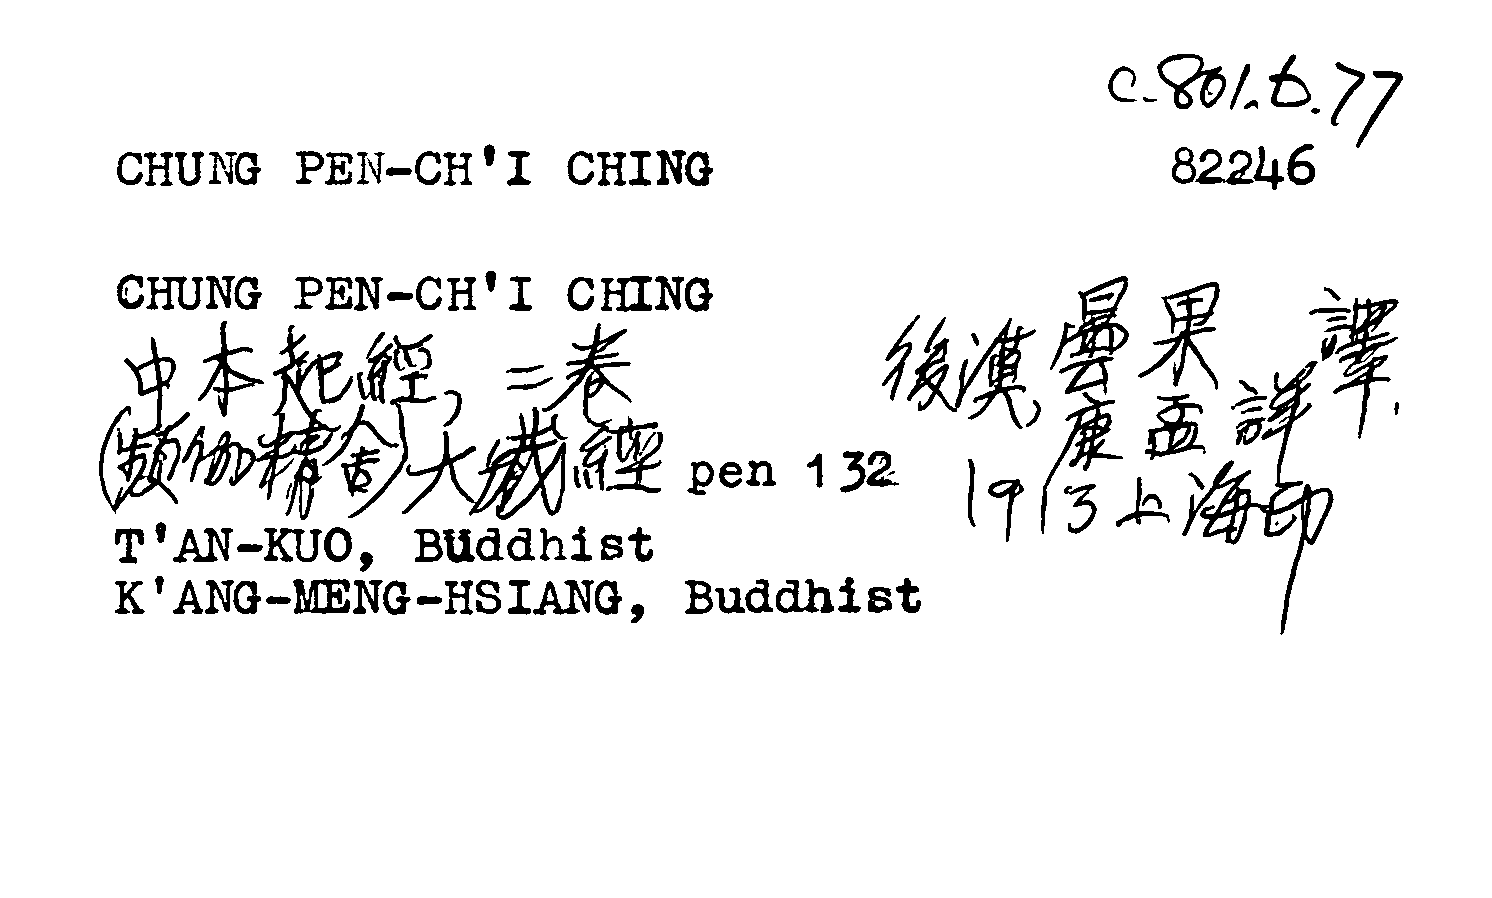 C.801.b.77
CHUNG PEN-CH'I CHING
82246
CHUNG PEN-CH'I CHING
中本起經, 二卷
後漢, 曇果 康孟詳 譯.
(頻伽精舍)大藏經 pen 132
1913上海印
T'AN-KUO, Buddhist
K'ANG-MENG-HSIANG, Buddhist